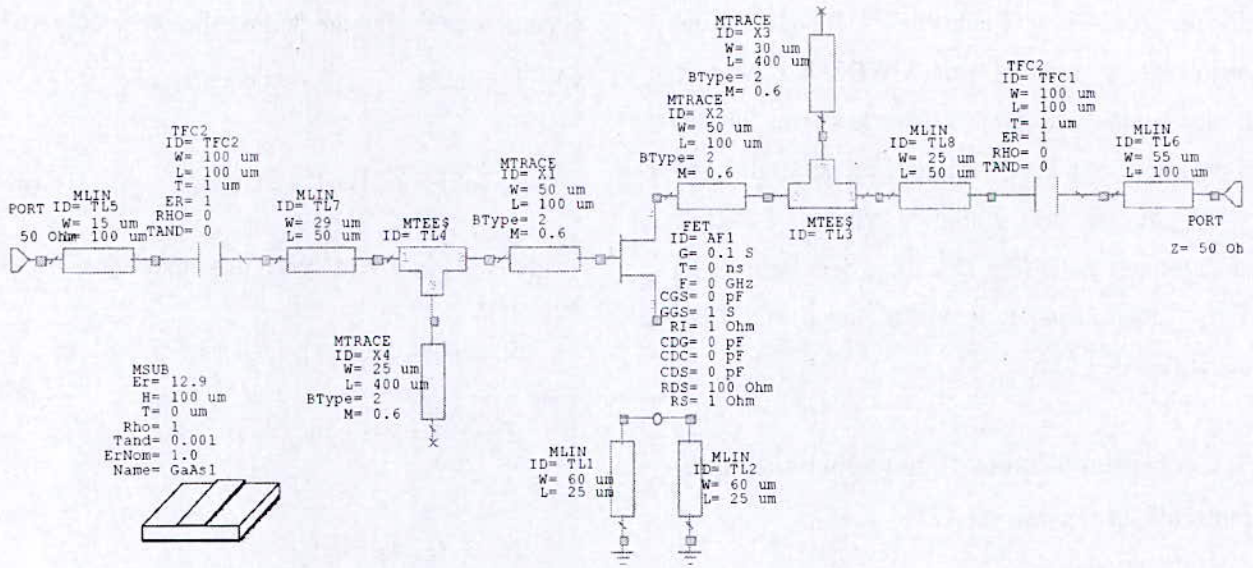 PORT
50 Ohm
MLIN
ID= TL5
W= 15 um
L= 100 um
TFC2
ID= TFC2
W= 100 um
L= 100 um
T= 1 um
ER= 1
RHO= 0
TAND= 0
MLIN
ID= TL7
W= 29 um
L= 50 um
MTEE$
ID= TL4
1
2
3
MTRACE
ID= X4
W= 25 um
L= 400 um
BType= 2
M= 0.6
MTRACE
ID= X1
W= 50 um
L= 100 um
BType= 2
M= 0.6
FET
ID= AF1
G= 0.1 S
T= 0 ns
F= 0 GHz
CGS= 0 pF
GGS= 1 S
RI= 1 Ohm
CDG= 0 pF
CDC= 0 pF
CDS= 0 pF
RDS= 100 Ohm
RS= 1 Ohm
MTRACE
ID= X2
W= 50 um
L= 100 um
BType= 2
M= 0.6
MTRACE
ID= X3
W= 30 um
L= 400 um
BType= 2
M= 0.6
MTEE$
ID= TL3
MLIN
ID= TL8
W= 25 um
L= 50 um
TFC2
ID= TFC1
W= 100 um
L= 100 um
T= 1 um
ER= 1
RHO= 0
TAND= 0
MLIN
ID= TL6
W= 55 um
L= 100 um
PORT
Z= 50 Oh
MLIN
ID= TL1
W= 60 um
L= 25 um
MLIN
ID= TL2
W= 60 um
L= 25 um
MSUB
Er= 12.9
H= 100 um
T= 0 um
Rho= 1
Tand= 0.001
ErNom= 1.0
Name= GaAs1